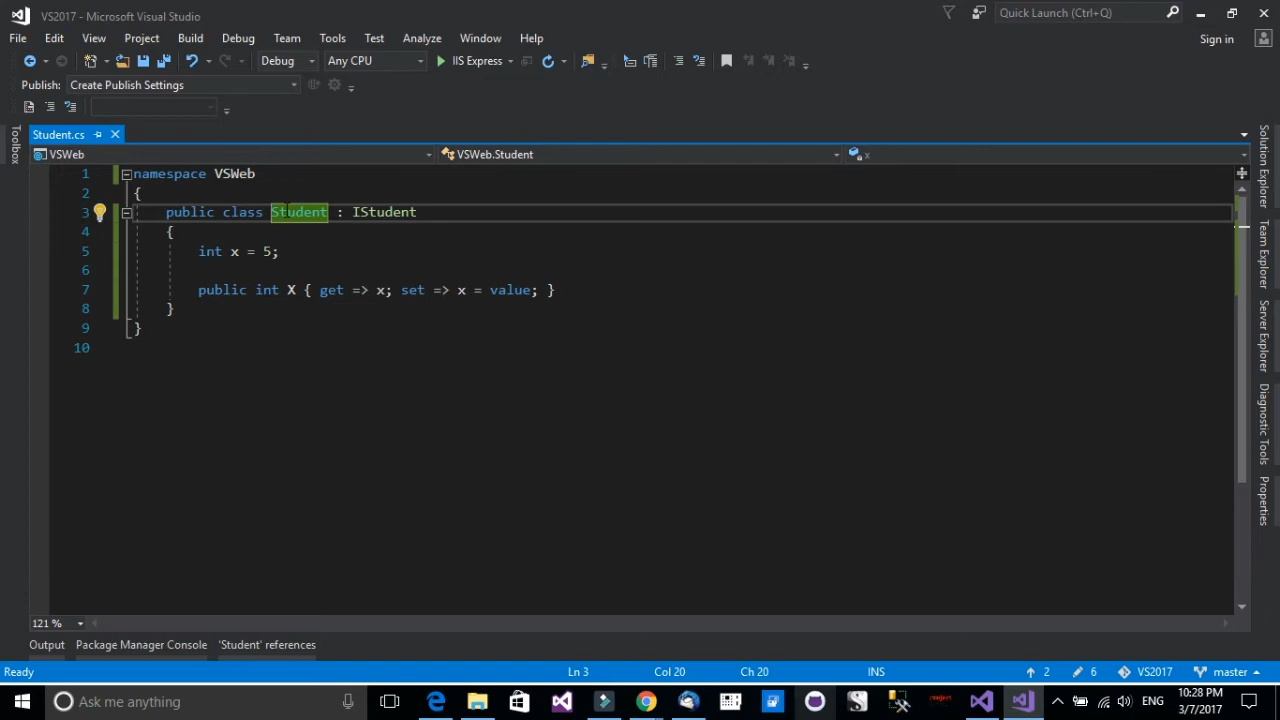 VS2017 - Microsoft Visual Studio
Quick Launch (Ctrl+Q)
File Edit View Project Build Debug Team Tools Test Analyze Window Help
Sign in
Debug Any CPU IIS Express
Publish: Create Publish Settings
Toolbox
Student.cs
VSWeb VSWeb.Student x
1 namespace VSWeb
2 {
3 public class Student : IStudent
4 {
5 int x = 5;
6
7 public int X { get => x; set => x = value; }
8 }
9 }
10
Solution Explorer
Team Explorer
Server Explorer
Diagnostic Tools
Properties
121 %
Output Package Manager Console 'Student' references
Ready Ln 3 Col 20 Ch 20 INS 2 6 VS2017 master
Ask me anything
ENG
10:28 PM
3/7/2017